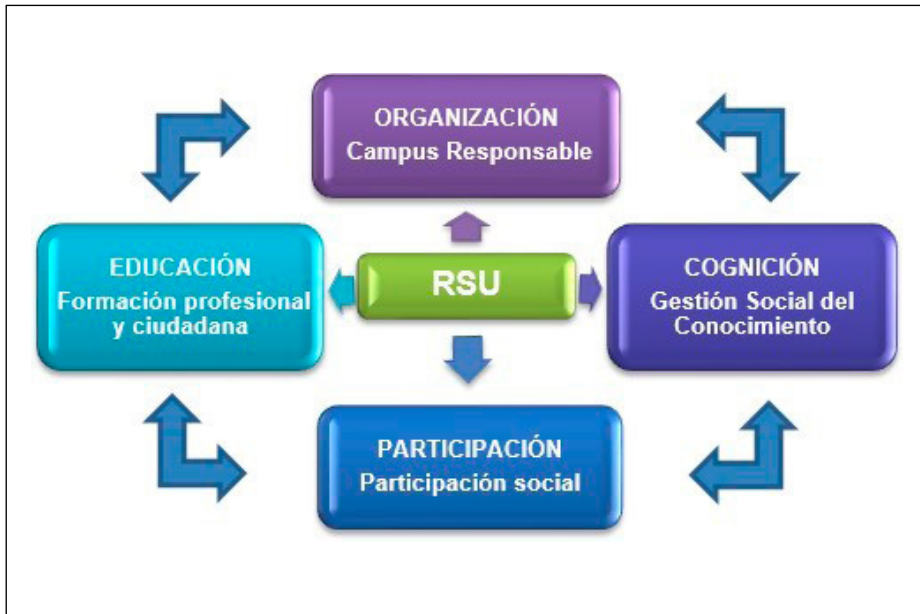 ORGANIZACIÓN
Campus Responsable
EDUCACIÓN
Formación profesional
y ciudadana
RSU
COGNICIÓN
Gestión Social del
Conocimiento
PARTICIPACIÓN
Participación social